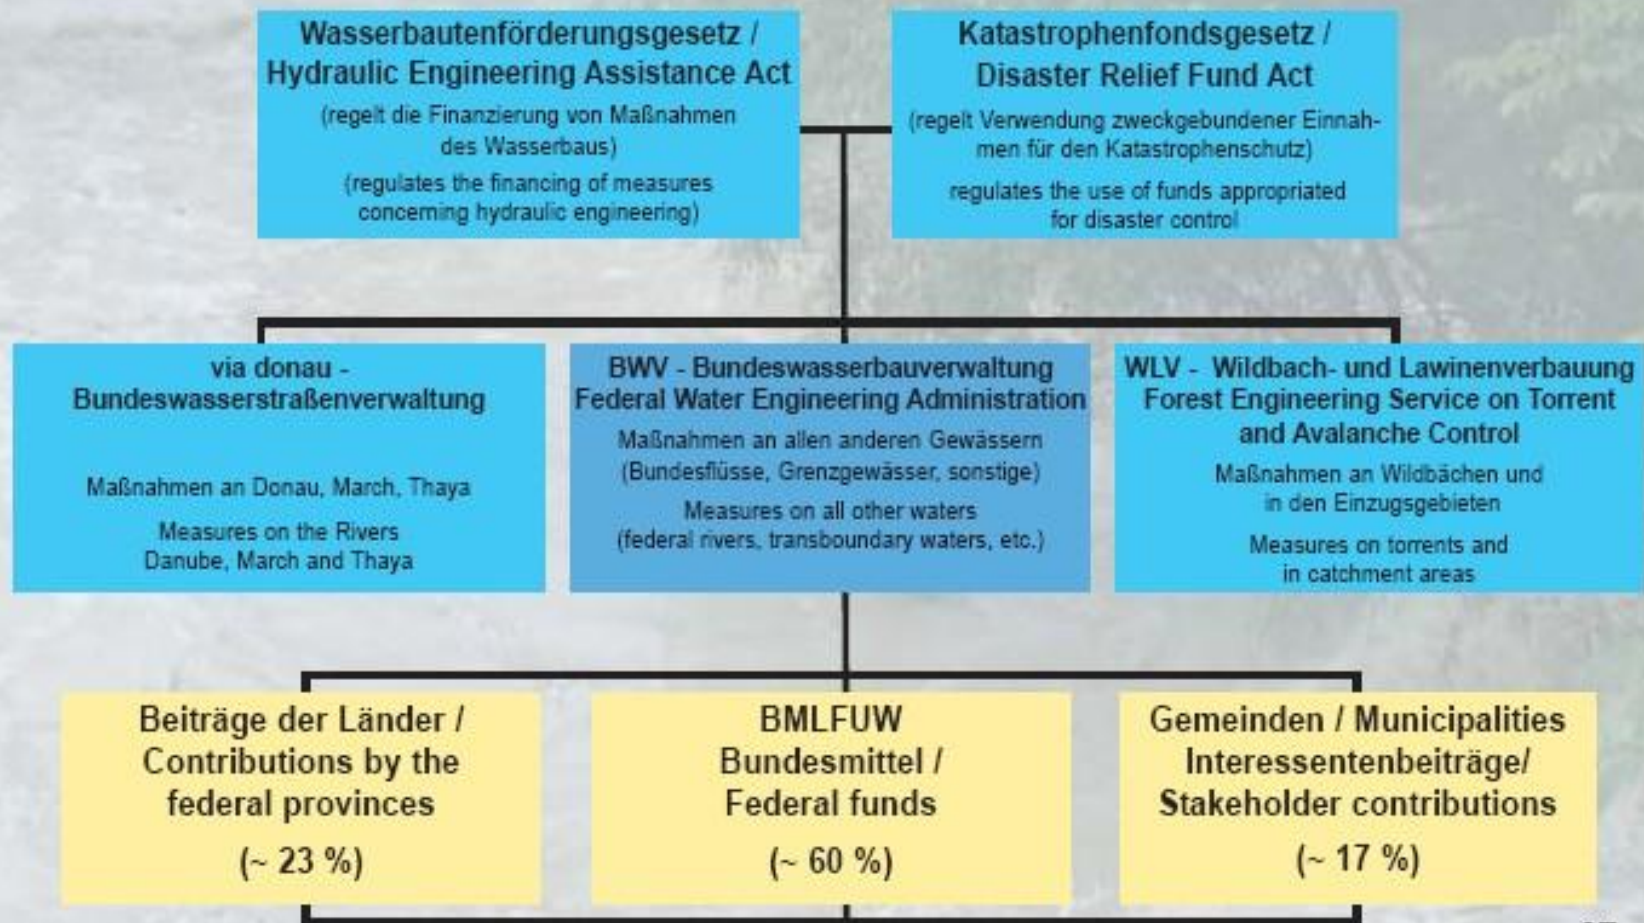 Wasserbautenförderungsgesetz /
Hydraulic Engineering Assistance Act
(regelt die Finanzierung von Maßnahmen
des Wasserbaus)
(regulates the financing of measures
concerning hydraulic engineering)
Katastrophenfondsgesetz /
Disaster Relief Fund Act
(regelt Verwendung zweckgebundener Einnah-
men für den Katastrophenschutz)
regulates the use of funds appropriated
for disaster control
via donau -
Bundeswasserstraßenverwaltung
Maßnahmen an Donau, March, Thaya
Measures on the Rivers
Danube, March and Thaya
BWV - Bundeswasserbauverwaltung
Federal Water Engineering Administration
Maßnahmen an allen anderen Gewässern
(Bundesflüsse, Grenzgewässer, sonstige)
Measures on all other waters
(federal rivers, transboundary waters, etc.)
WLV - Wildbach- und Lawinenverbauung
Forest Engineering Service on Torrent
and Avalanche Control
Maßnahmen an Wildbächen und
in den Einzugsgebieten
Measures on torrents and
in catchment areas
Beiträge der Länder /
Contributions by the
federal provinces
(~ 23 %)
BMLFUW
Bundesmittel /
Federal funds
(~ 60 %)
Gemeinden / Municipalities
Interessentenbeiträge/
Stakeholder contributions
(~ 17 %)